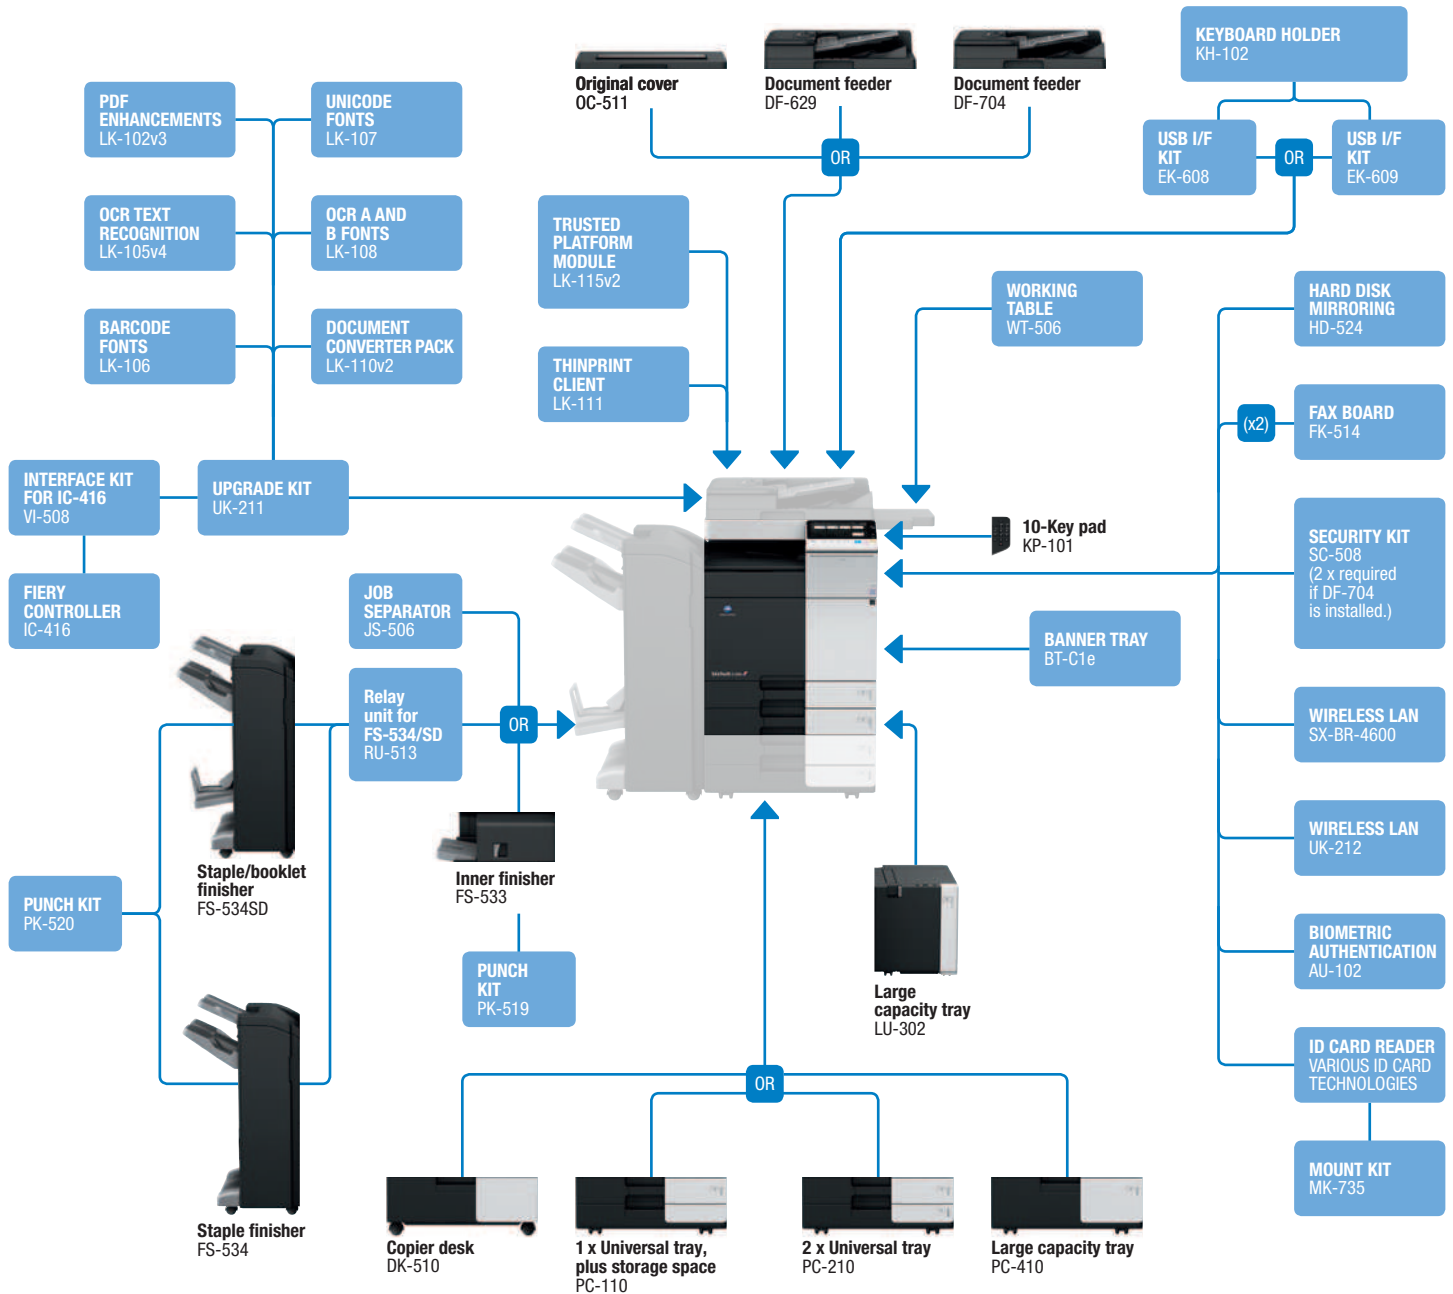 KEYBOARD HOLDER
KH-102
Original cover
OC-511
Document feeder
DF-629
Document feeder
DF-704
PDF
ENHANCEMENTS
LK-102v3
UNICODE
FONTS
LK-107
OR
USB I/F
KIT
EK-608
OR
USB I/F
KIT
EK-609
OCR TEXT
RECOGNITION
LK-105v4
OCR A AND
B FONTS
LK-108
TRUSTED
PLATFORM
MODULE
LK-115v2
WORKING
TABLE
WT-506
HARD DISK
MIRRORING
HD-524
BARCODE
FONTS
LK-106
DOCUMENT
CONVERTER PACK
LK-110v2
THINPRINT
CLIENT
LK-111
(x2)
FAX BOARD
FK-514
INTERFACE KIT
FOR IC-416
VI-508
UPGRADE KIT
UK-211
10-Key pad
KP-101
SECURITY KIT
SC-508
(2 x required
if DF-704
is installed.)
FIERY
CONTROLLER
IC-416
JOB
SEPARATOR
JS-506
BANNER TRAY
BT-C1e
Relay
unit for
FS-534/SD
RU-513
OR
WIRELESS LAN
SX-BR-4600
WIRELESS LAN
UK-212
Staple/booklet
finisher
FS-534SD
Inner finisher
FS-533
PUNCH KIT
PK-520
PUNCH
KIT
PK-519
Large
capacity tray
LU-302
BIOMETRIC
AUTHENTICATION
AU-102
ID CARD READER
VARIOUS ID CARD
TECHNOLOGIES
OR
MOUNT KIT
MK-735
Staple finisher
FS-534
Copier desk
DK-510
1 x Universal tray,
plus storage space
PC-110
2 x Universal tray
PC-210
Large capacity tray
PC-410